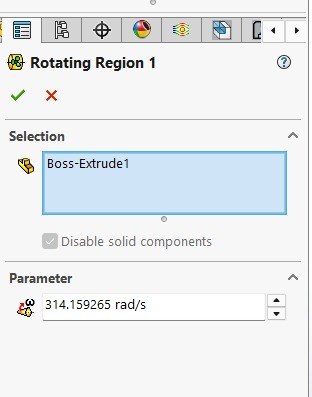 Rotating Region 1
Selection
Boss-Extrude1
Disable solid components
Parameter
314.159265 rad/s